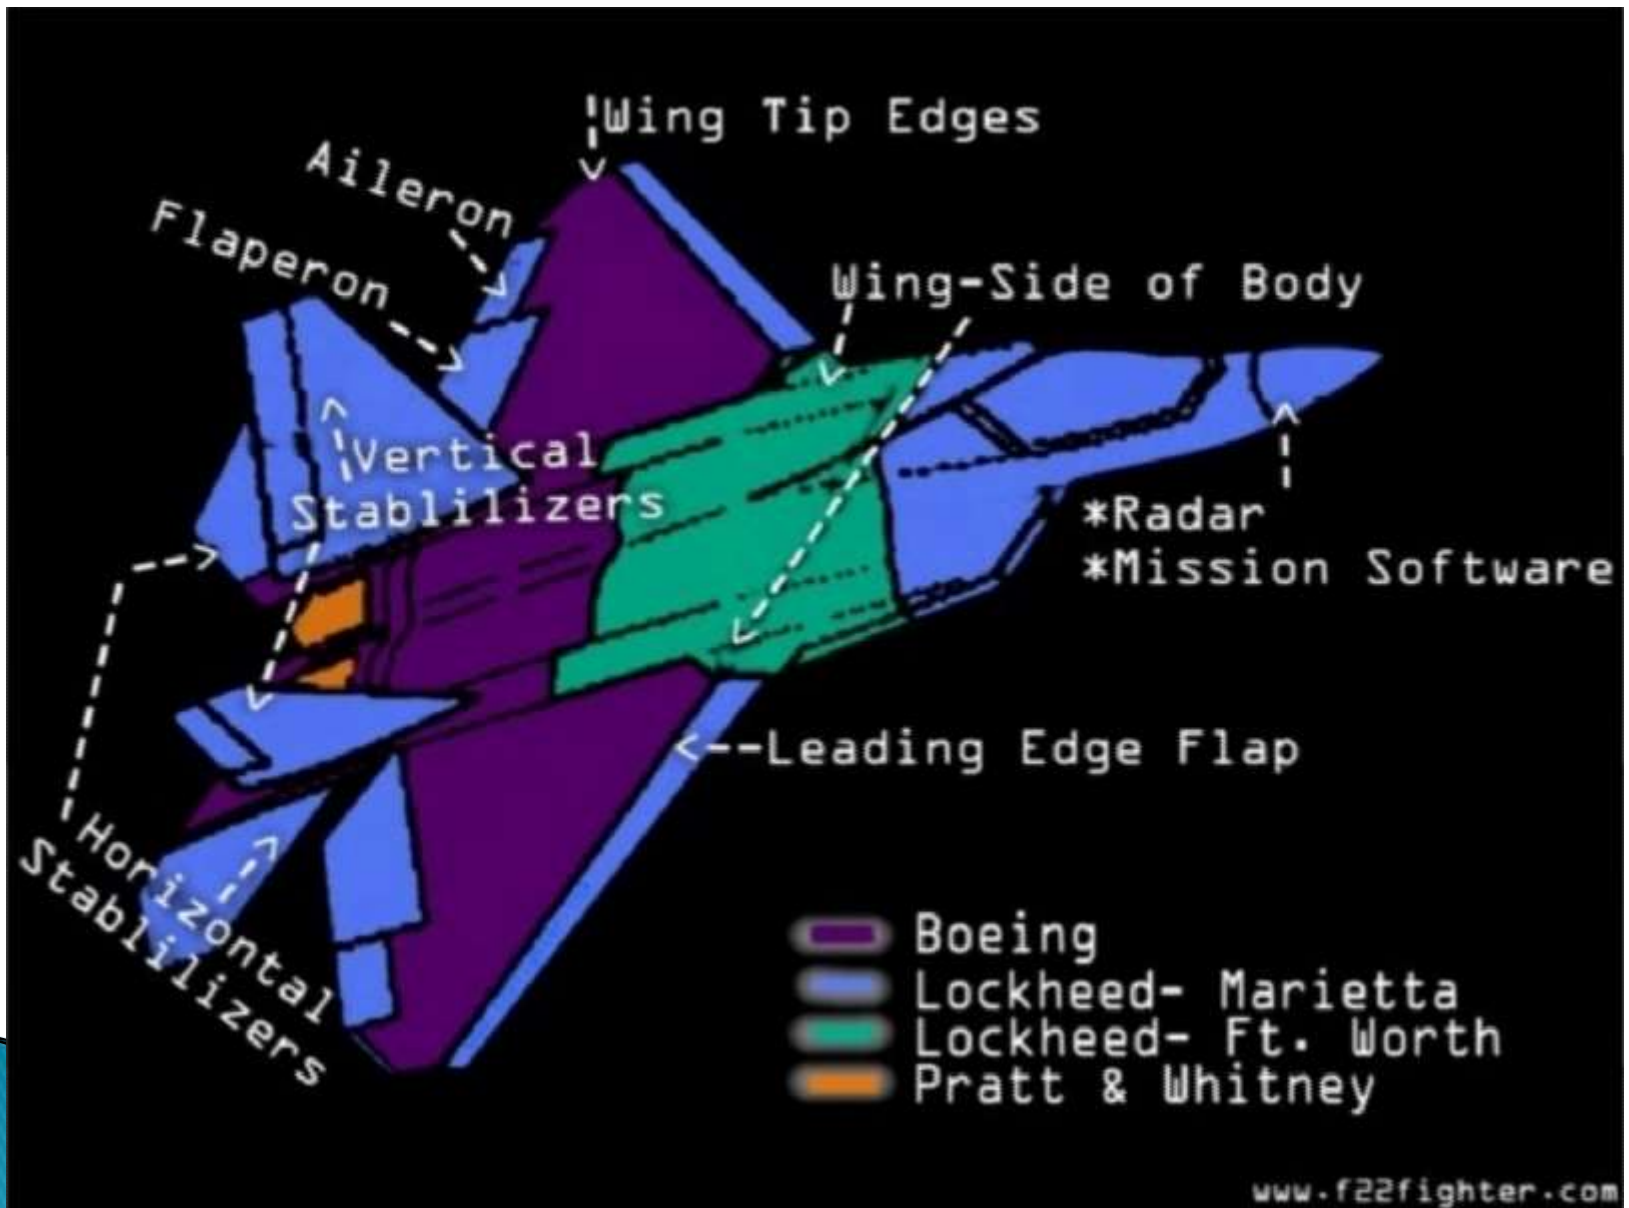 Wing Tip Edges
Aileron
Flaperon
Wing-Side of Body
Vertical
Stablilizers
*Radar
*Mission Software
<--Leading Edge Flap
Horizontal
Stablilizers
Boeing
Lockheed- Marietta
Lockheed- Ft. Worth
Pratt & Whitney
www.f22fighter.com